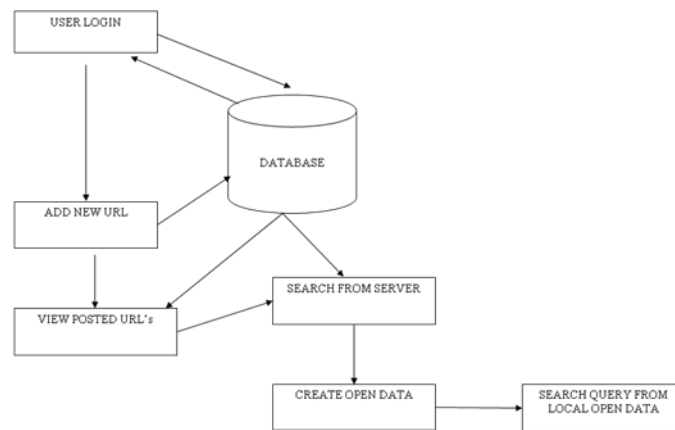 USER LOGIN
DATABASE
ADD NEW URL
SEARCH FROM SERVER
VIEW POSTED URL's
CREATE OPEN DATA
SEARCH QUERY FROM
LOCAL OPEN DATA